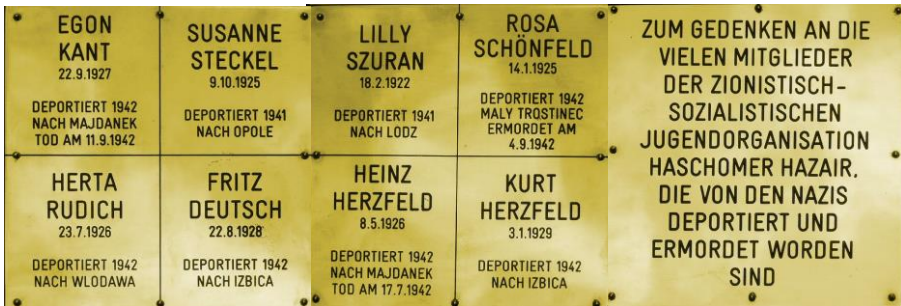 EGON
KANT
22.9.1927
DEPORTIERT 1942
NACH MAJDANEK
TOD AM 11.9.1942
SUSANNE
STECKEL
9.10.1925
DEPORTIERT 1941
NACH OPOLE
LILLY
SZURAN
18.2.1922
DEPORTIERT 1941
NACH LODZ
ROSA
SCHÖNFELD
14.1.1925
DEPORTIERT 1942
MALY TROSTINEC
ERMORDET AM
4.9.1942
HERTA
RUDICH
23.7.1926
DEPORTIERT 1942
NACH WLODAWA
FRITZ
DEUTSCH
22.8.1928
DEPORTIERT 1942
NACH IZBICA
HEINZ
HERZFELD
8.5.1926
DEPORTIERT 1942
NACH MAJDANEK
TOD AM 17.7.1942
KURT
HERZFELD
3.1.1929
DEPORTIERT 1942
NACH IZBICA
ZUM GEDENKEN AN DIE
VIELEN MITGLIEDER
DER ZIONISTISCH-
SOZIALISTISCHEN
JUGENDORGANISATION
HASCHOMER HAZAIR,
DIE VON DEN NAZIS
DEPORTIERT UND
ERMORDET WORDEN
SIND